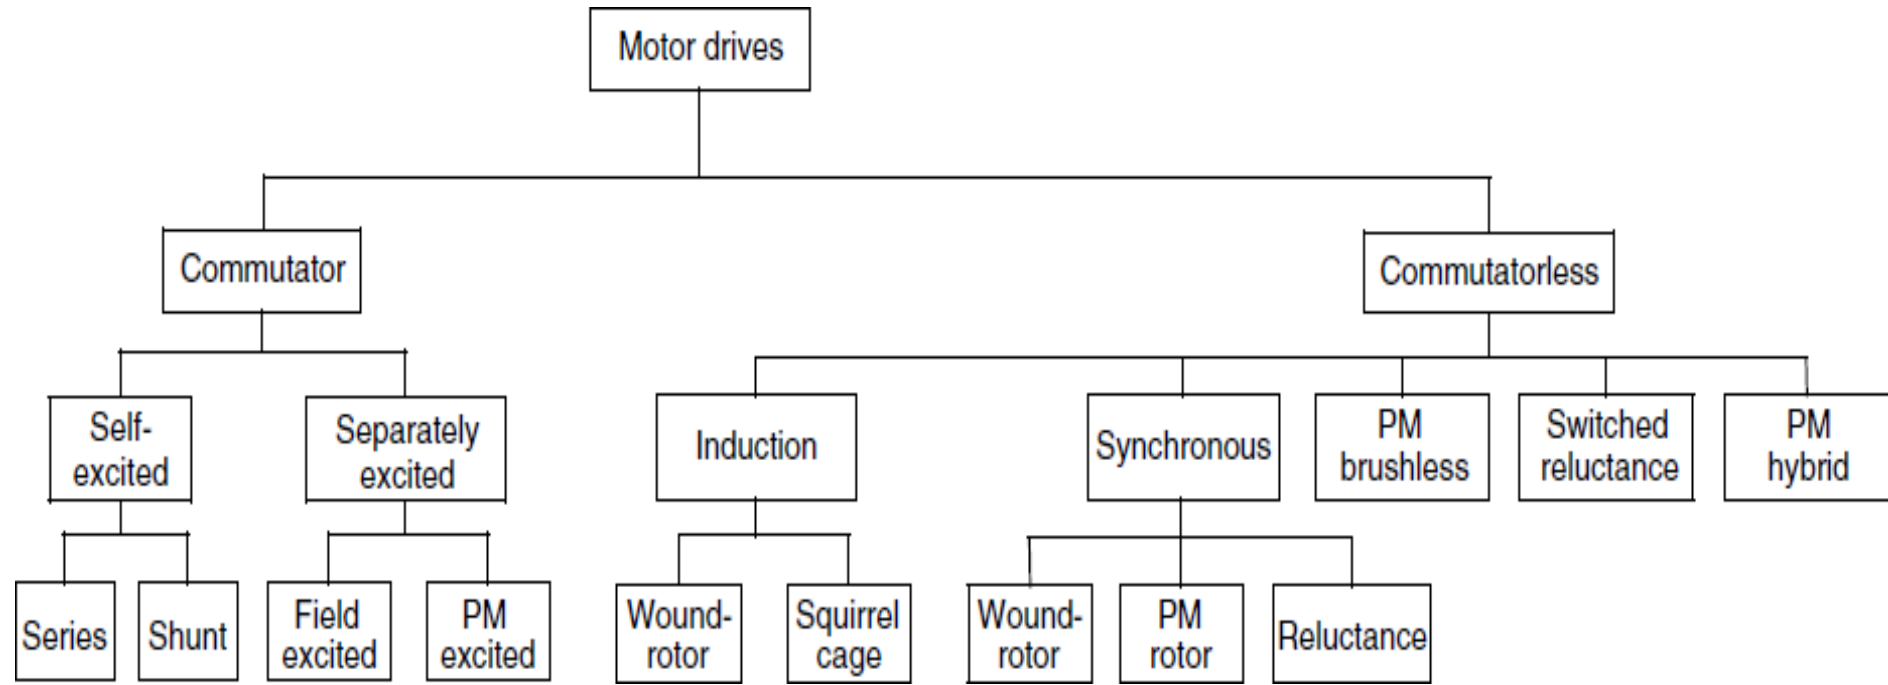 Motor drives
Commutator
Commutatorless
Self-
excited
Separately
excited
Induction
Synchronous
PM
brushless
Switched
reluctance
PM
hybrid
Series
Shunt
Field
excited
PM
excited
Wound-
rotor
Squirrel
cage
Wound-
rotor
PM
rotor
Reluctance